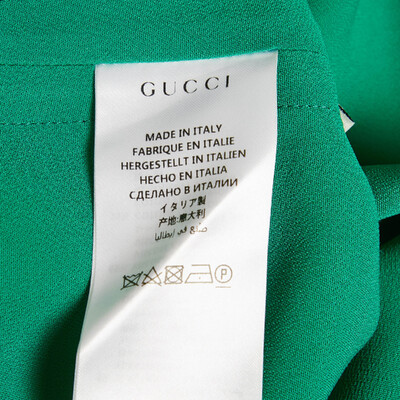 GUCCI
MADE IN ITALY
FABRIQUE EN ITALIE
HERGESTELLT IN ITALIEN
HECHO EN ITALIA
СДЕЛАНО В ИТАЛИИ
イタリア製
产地:意大利
صنع في إيطاليا
P